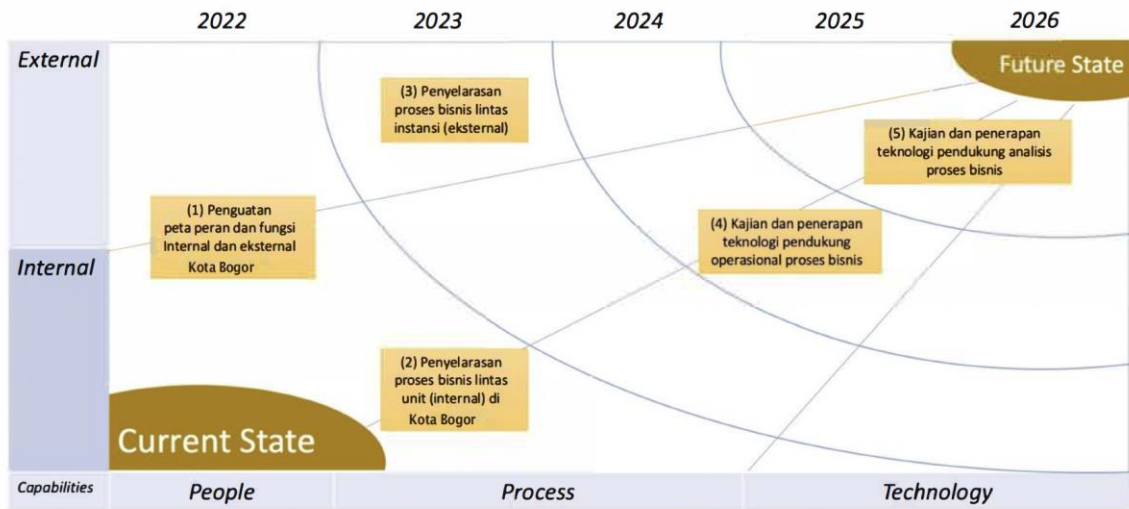 2022 2023 2024 2025 2026
External
Future State
(3) Penyelarasan
proses bisnis lintas
instansi (eksternal)
(5) Kajian dan penerapan
teknologi pendukung analisis
proses bisnis
(1) Penguatan
peta peran dan fungsi
Internal dan eksternal
Kota Bogor
(4) Kajian dan penerapan
teknologi pendukung
operasional proses bisnis
Internal
(2) Penyelarasan
proses bisnis lintas
unit (internal) di
Kota Bogor
Current State
Capabilities People Process Technology